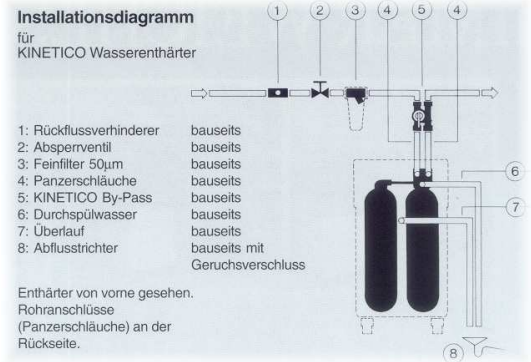 Installationsdiagramm
für
KINETICO Wasserenthärter
1 2 3 4 5 4
1: Rückflussverhinderer bauseits
2: Absperrventil bauseits
3: Feinfilter 50µm bauseits
4: Panzerschläuche bauseits
5: KINETICO By-Pass bauseits
6: Durchspülwasser bauseits
7: Überlauf bauseits
8: Abflusstrichter bauseits mit
Geruchsverschluss
6
7
Enthärter von vorne gesehen.
Rohranschlüsse
(Panzerschläuche) an der
Rückseite.
8